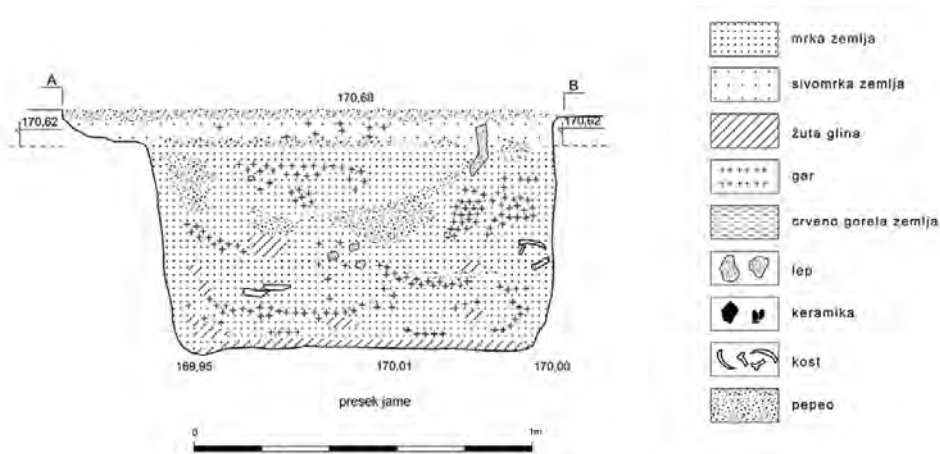 A
B
170,68
170,62
170,62
169,95
170,01
170,00
presek jame
0
1m
mrka zemlja
sivomrka zemlja
žuta glina
gar
crveno gorela zemlja
lep
keramika
kost
pepeo